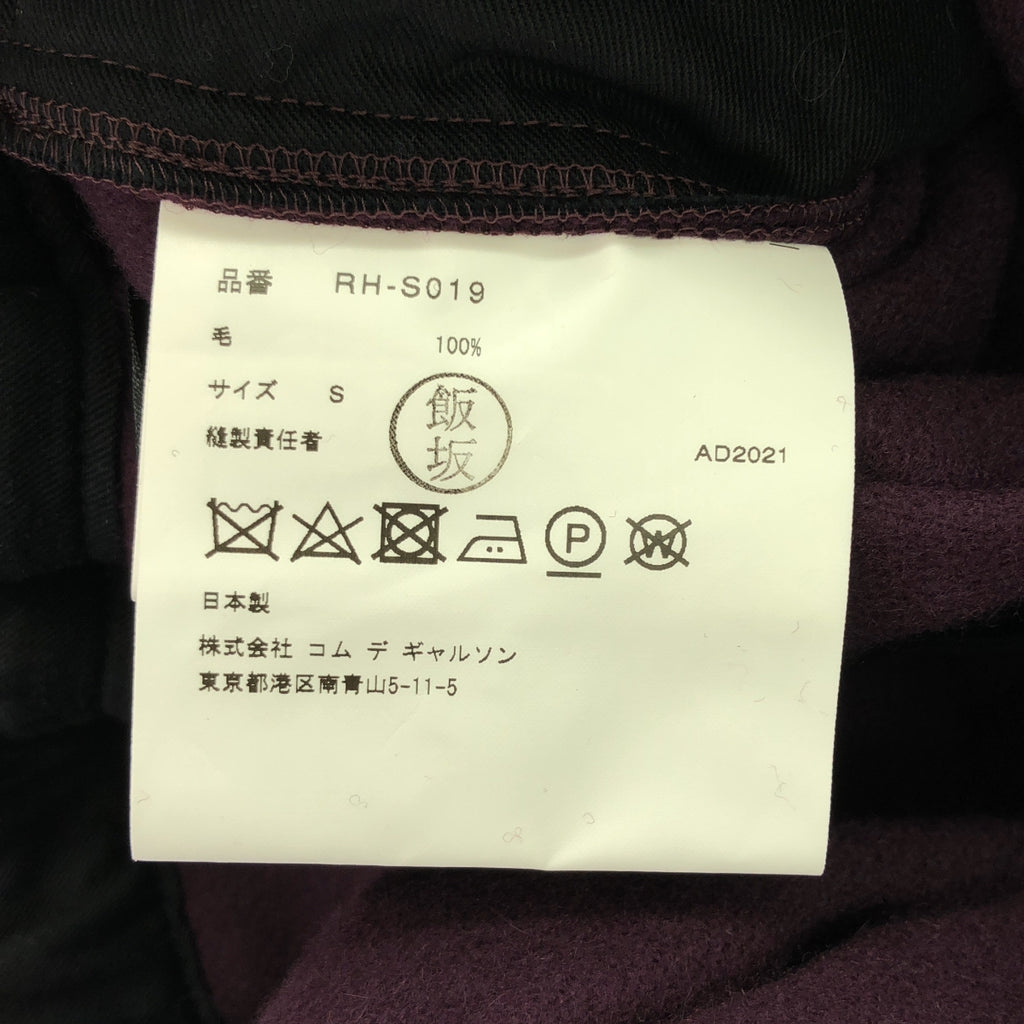 品番 RH-S019
毛 100%
サイズ S
縫製責任者
飯坂
AD2021
P
W
日本製
株式会社 コム デ ギャルソン
東京都港区南青山5-11-5